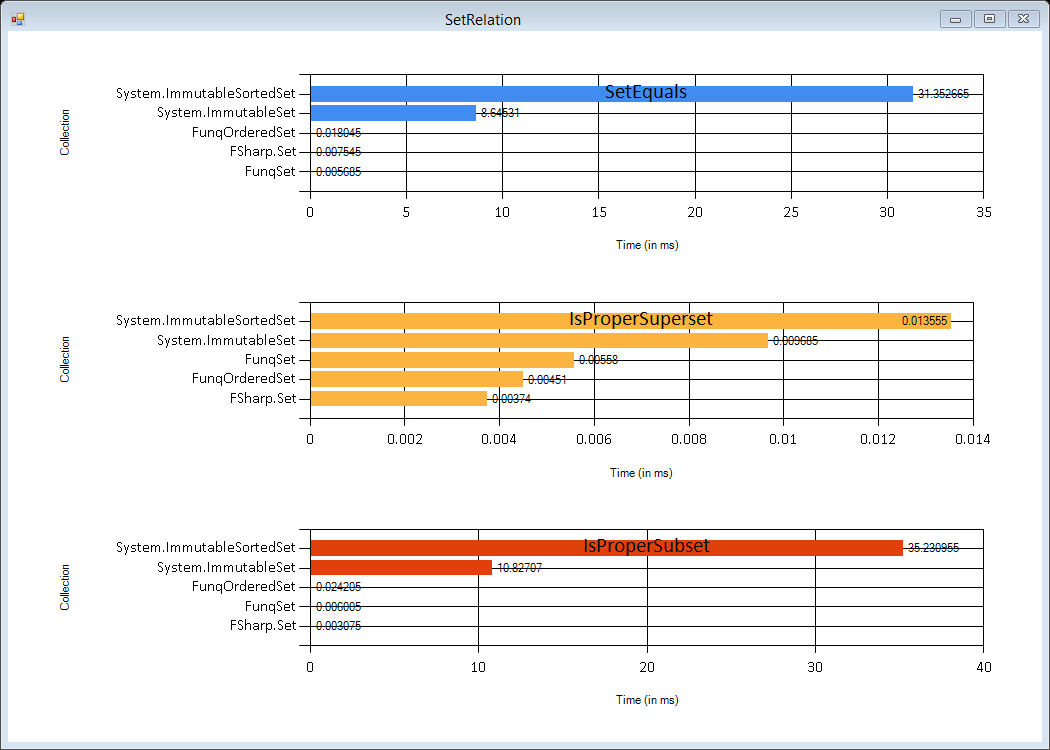 SetRelation
SetEquals
Collection
System.ImmutableSortedSet 31.352665
System.ImmutableSet 8.64531
FunqOrderedSet 0.018045
FSharp.Set 0.007545
FunqSet 0.005685
0 5 10 15 20 25 30 35
Time (in ms)
IsProperSuperset
Collection
System.ImmutableSortedSet 0.013555
System.ImmutableSet 0.009685
FunqSet 0.00558
FunqOrderedSet 0.00451
FSharp.Set 0.00374
0 0.002 0.004 0.006 0.008 0.01 0.012 0.014
Time (in ms)
IsProperSubset
Collection
System.ImmutableSortedSet 35.230955
System.ImmutableSet 10.82707
FunqOrderedSet 0.024205
FunqSet 0.006005
FSharp.Set 0.003075
0 10 20 30 40
Time (in ms)